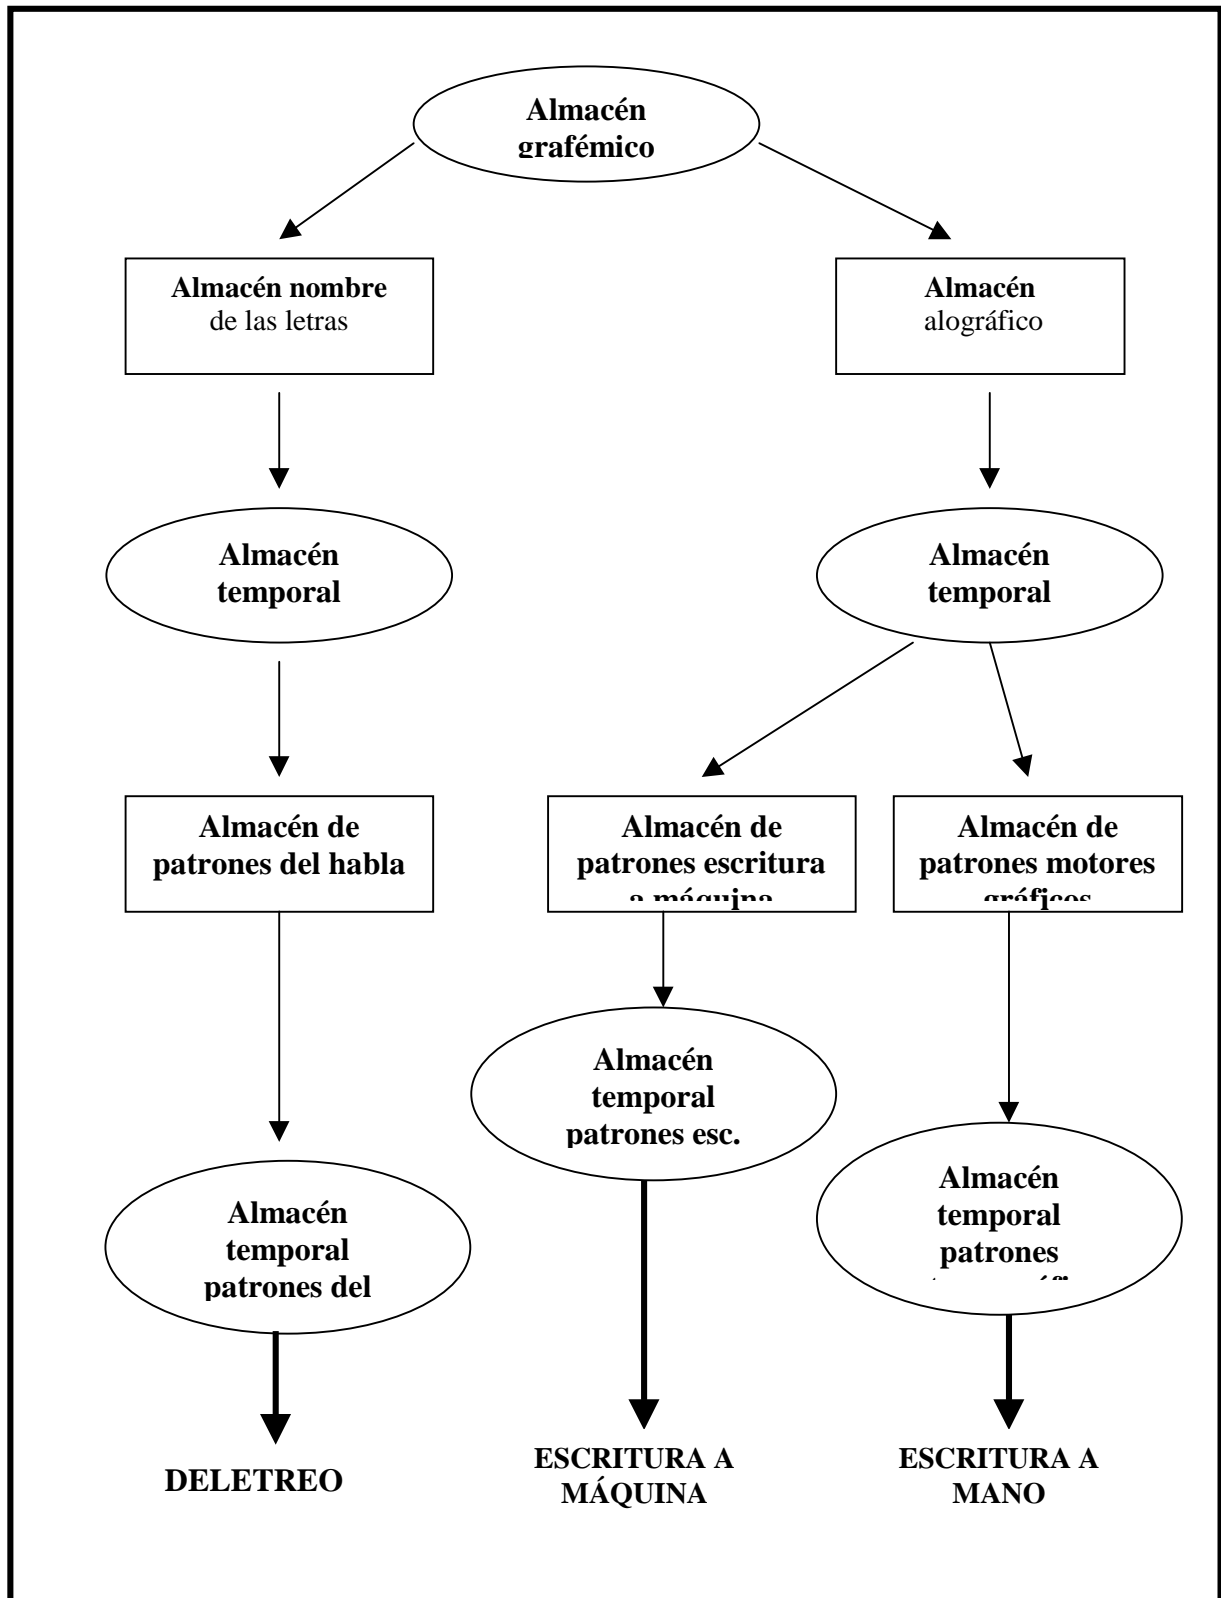 Almacén
grafémico
Almacén nombre
de las letras
Almacén
alográfico
Almacén
temporal
Almacén
temporal
Almacén de
patrones del habla
Almacén de
patrones escritura
a máquina
Almacén de
patrones motores
gráficos
Almacén
temporal
patrones esc.
Almacén
temporal
patrones
Almacén
temporal
patrones del
DELETREO
ESCRITURA A
MÁQUINA
ESCRITURA A
MANO